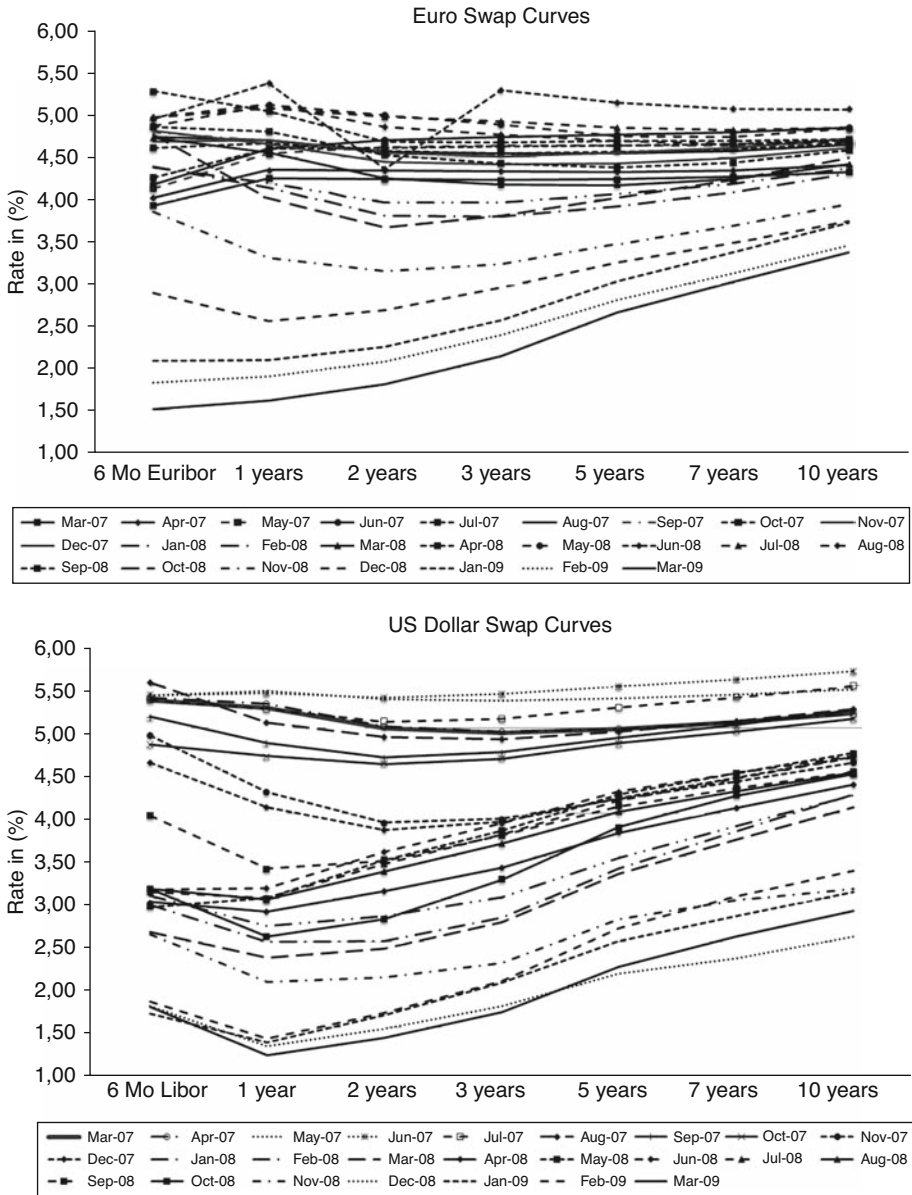 Euro Swap Curves
Rate in (%)
6,00
5,50
5,00
4,50
4,00
3,50
3,00
2,50
2,00
1,50
1,00
6 Mo Euribor 1 years 2 years 3 years 5 years 7 years 10 years
Mar-07 Apr-07 May-07 Jun-07 Jul-07 Aug-07 Sep-07 Oct-07 Nov-07
Dec-07 Jan-08 Feb-08 Mar-08 Apr-08 May-08 Jun-08 Jul-08 Aug-08
Sep-08 Oct-08 Nov-08 Dec-08 Jan-09 Feb-09 Mar-09
US Dollar Swap Curves
Rate in (%)
6,00
5,50
5,00
4,50
4,00
3,50
3,00
2,50
2,00
1,50
1,00
6 Mo Libor 1 year 2 years 3 years 5 years 7 years 10 years
Mar-07 Apr-07 May-07 Jun-07 Jul-07 Aug-07 Sep-07 Oct-07 Nov-07
Dec-07 Jan-08 Feb-08 Mar-08 Apr-08 May-08 Jun-08 Jul-08 Aug-08
Sep-08 Oct-08 Nov-08 Dec-08 Jan-09 Feb-09 Mar-09